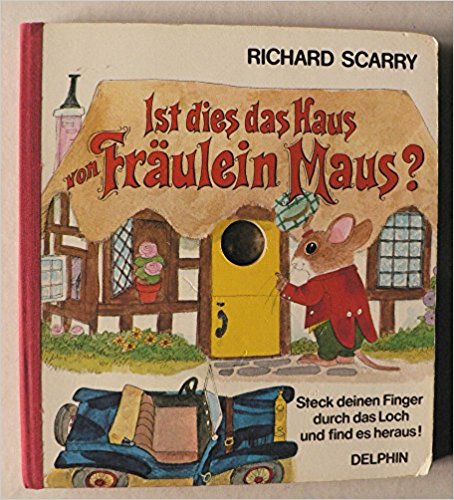 RICHARD SCARRY
Ist dies das Haus
von Fräulein Maus?
Steck deinen Finger
durch das Loch
und find es heraus!
DELPHIN